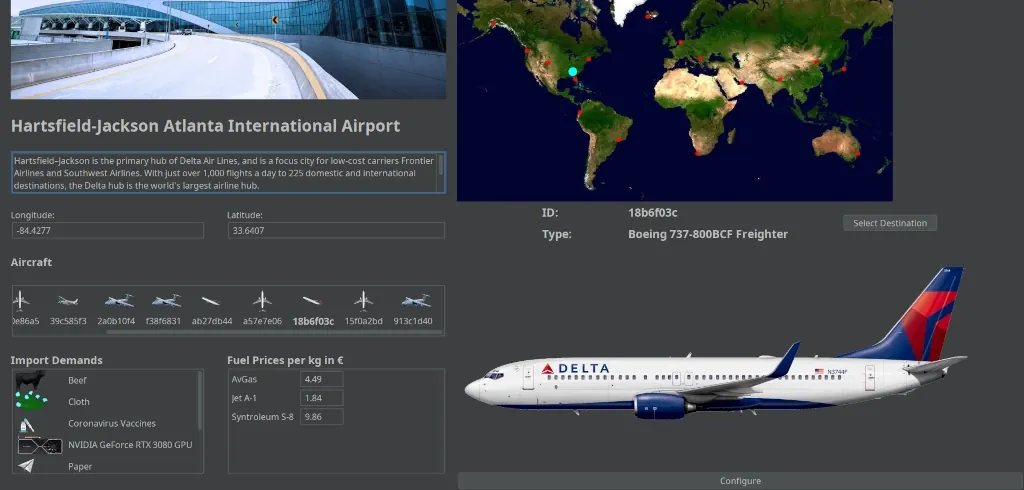 Hartsfield-Jackson Atlanta International Airport
Hartsfield–Jackson is the primary hub of Delta Air Lines, and is a focus city for low-cost carriers Frontier
Airlines and Southwest Airlines. With just over 1,000 flights a day to 225 domestic and international
destinations, the Delta hub is the world's largest airline hub.
Longitude:
Latitude:
-84.4277
33.6407
Aircraft
0e86a5
39c585f3
2a0b10f4
f38f6831
ab27db44
a57e7e06
18b6f03c
15f0a2bd
913c1d40
Import Demands
Beef
Cloth
Coronavirus Vaccines
NVIDIA GeForce RTX 3080 GPU
Paper
Fuel Prices per kg in €
AvGas 4.49
Jet A-1 1.84
Syntroleum S-8 9.86
ID: 18b6f03c
Type: Boeing 737-800BCF Freighter
Select Destination
DELTA
Configure